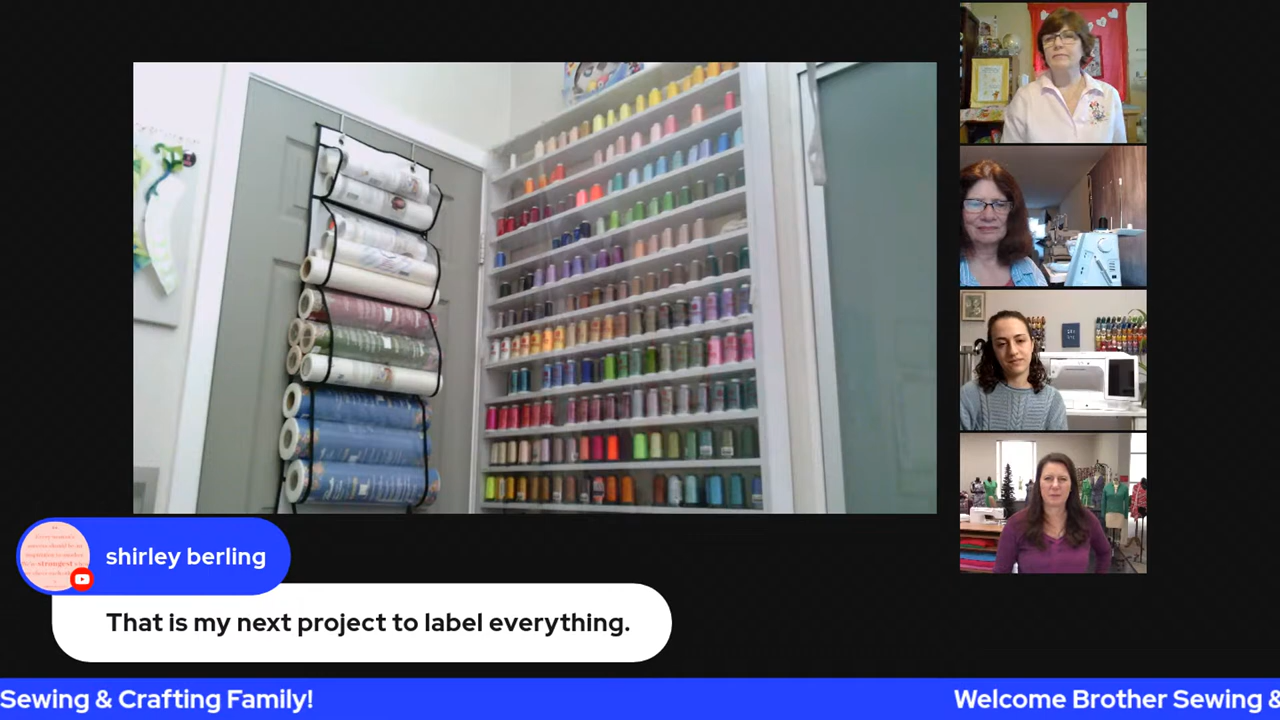 shirley berling
That is my next project to label everything.
Sewing & Crafting Family!
Welcome Brother Sewing &